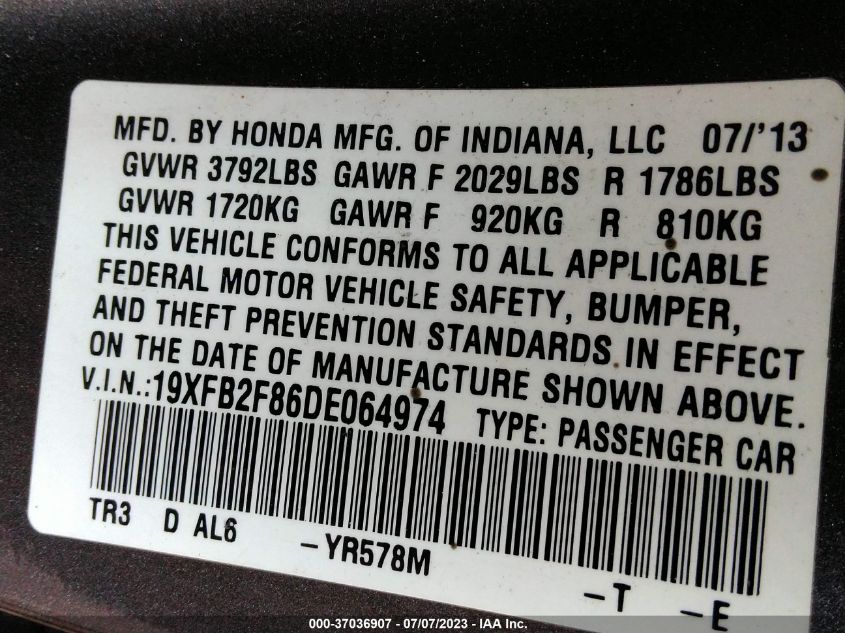 MFD. BY HONDA MFG. OF INDIANA, LLC 07/'13
GVWR 3792LBS GAWR F 2029LBS R 1786LBS
GVWR 1720KG GAWR F 920KG R 810KG
THIS VEHICLE CONFORMS TO ALL APPLICABLE
FEDERAL MOTOR VEHICLE SAFETY, BUMPER,
AND THEFT PREVENTION STANDARDS IN EFFECT
ON THE DATE OF MANUFACTURE SHOWN ABOVE.
V.I.N.:19XFB2F86DE064974 TYPE: PASSENGER CAR
TR3 D AL6 -YR578M -T -E
000-37036907 / 07/07/2023 - IAA Inc.